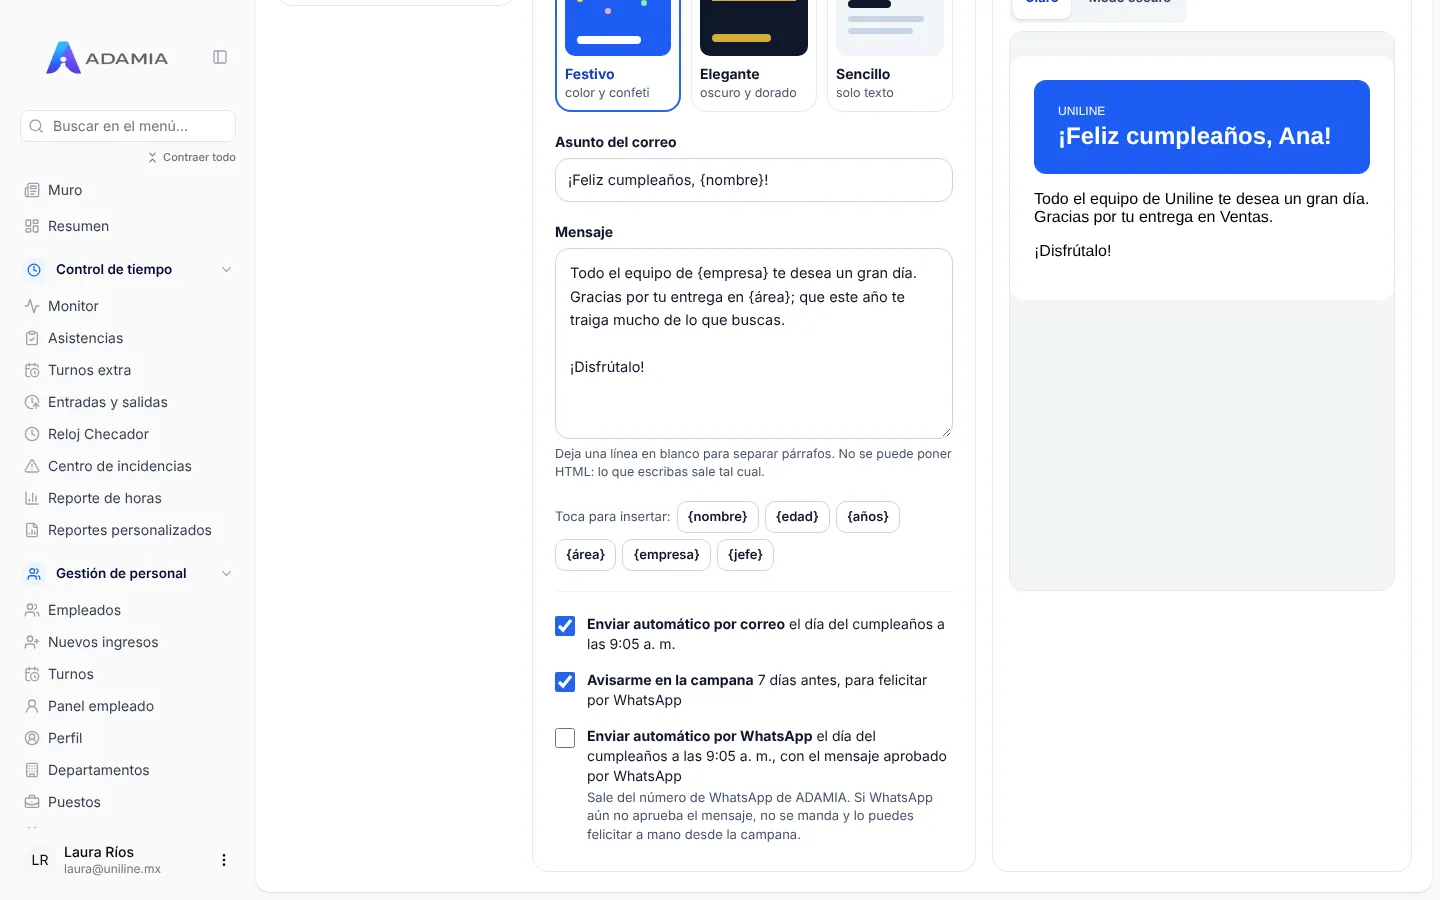 ADAMIA
Buscar en el menú...
Contraer todo
Muro
Resumen
Control de tiempo
Monitor
Asistencias
Turnos extra
Entradas y salidas
Reloj Checador
Centro de incidencias
Reporte de horas
Reportes personalizados
Gestión de personal
Empleados
Nuevos ingresos
Turnos
Panel empleado
Perfil
Departamentos
Puestos
LR
Laura Ríos
laura@uniline.mx
Festivo
color y confeti
Elegante
oscuro y dorado
Sencillo
solo texto
Asunto del correo
¡Feliz cumpleaños, {nombre}!
Mensaje
Todo el equipo de {empresa} te desea un gran día.
Gracias por tu entrega en {área}; que este año te
traiga mucho de lo que buscas.
¡Disfrútalo!
Deja una línea en blanco para separar párrafos. No se puede poner
HTML: lo que escribas sale tal cual.
Toca para insertar: {nombre} {edad} {años}
{área} {empresa} {jefe}
Enviar automático por correo el día del cumpleaños a
las 9:05 a. m.
Avisarme en la campana 7 días antes, para felicitar
por WhatsApp
Enviar automático por WhatsApp el día del
cumpleaños a las 9:05 a. m., con el mensaje aprobado
por WhatsApp
Sale del número de WhatsApp de ADAMIA. Si WhatsApp
aún no aprueba el mensaje, no se manda y lo puedes
felicitar a mano desde la campana.
UNILINE
¡Feliz cumpleaños, Ana!
Todo el equipo de Uniline te desea un gran día.
Gracias por tu entrega en Ventas.
¡Disfrútalo!